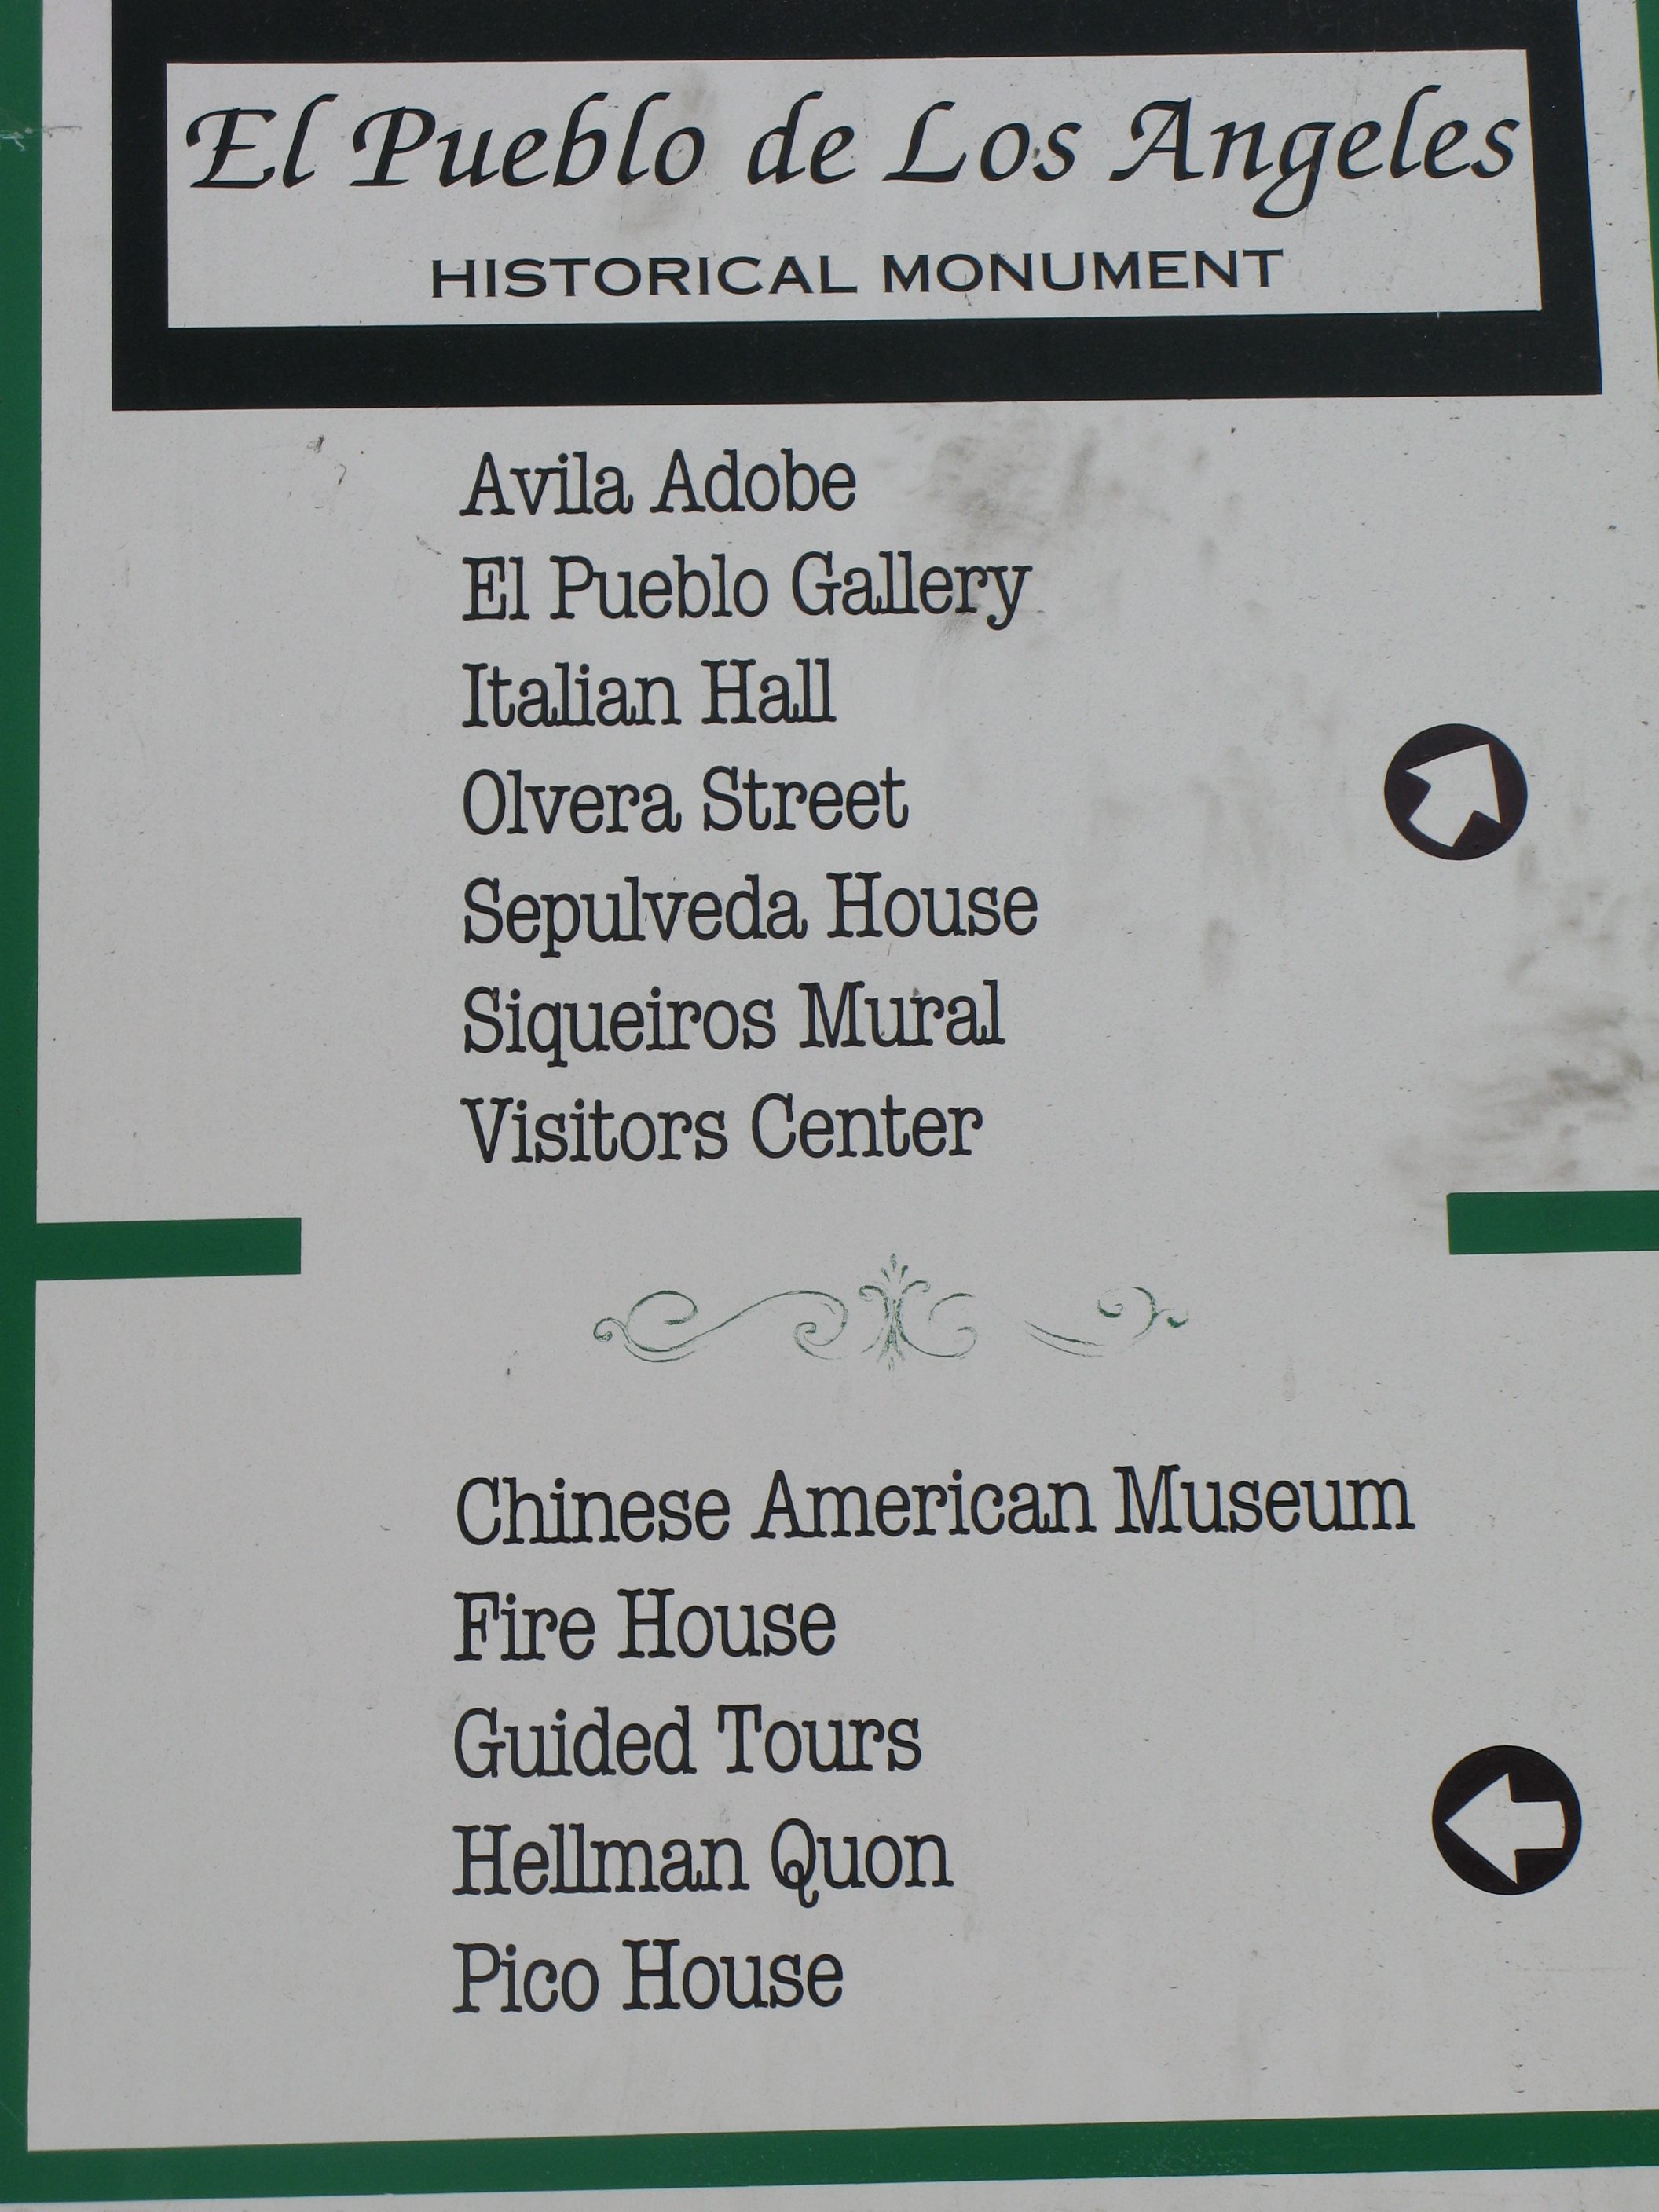 El Pueblo de Los Angeles
HISTORICAL MONUMENT
Avila Adobe
El Pueblo Gallery
Italian Hall
Olvera Street
Sepulveda House
Siqueiros Mural
Visitors Center
Chinese American Museum
Fire House
Guided Tours
Hellman Quon
Pico House